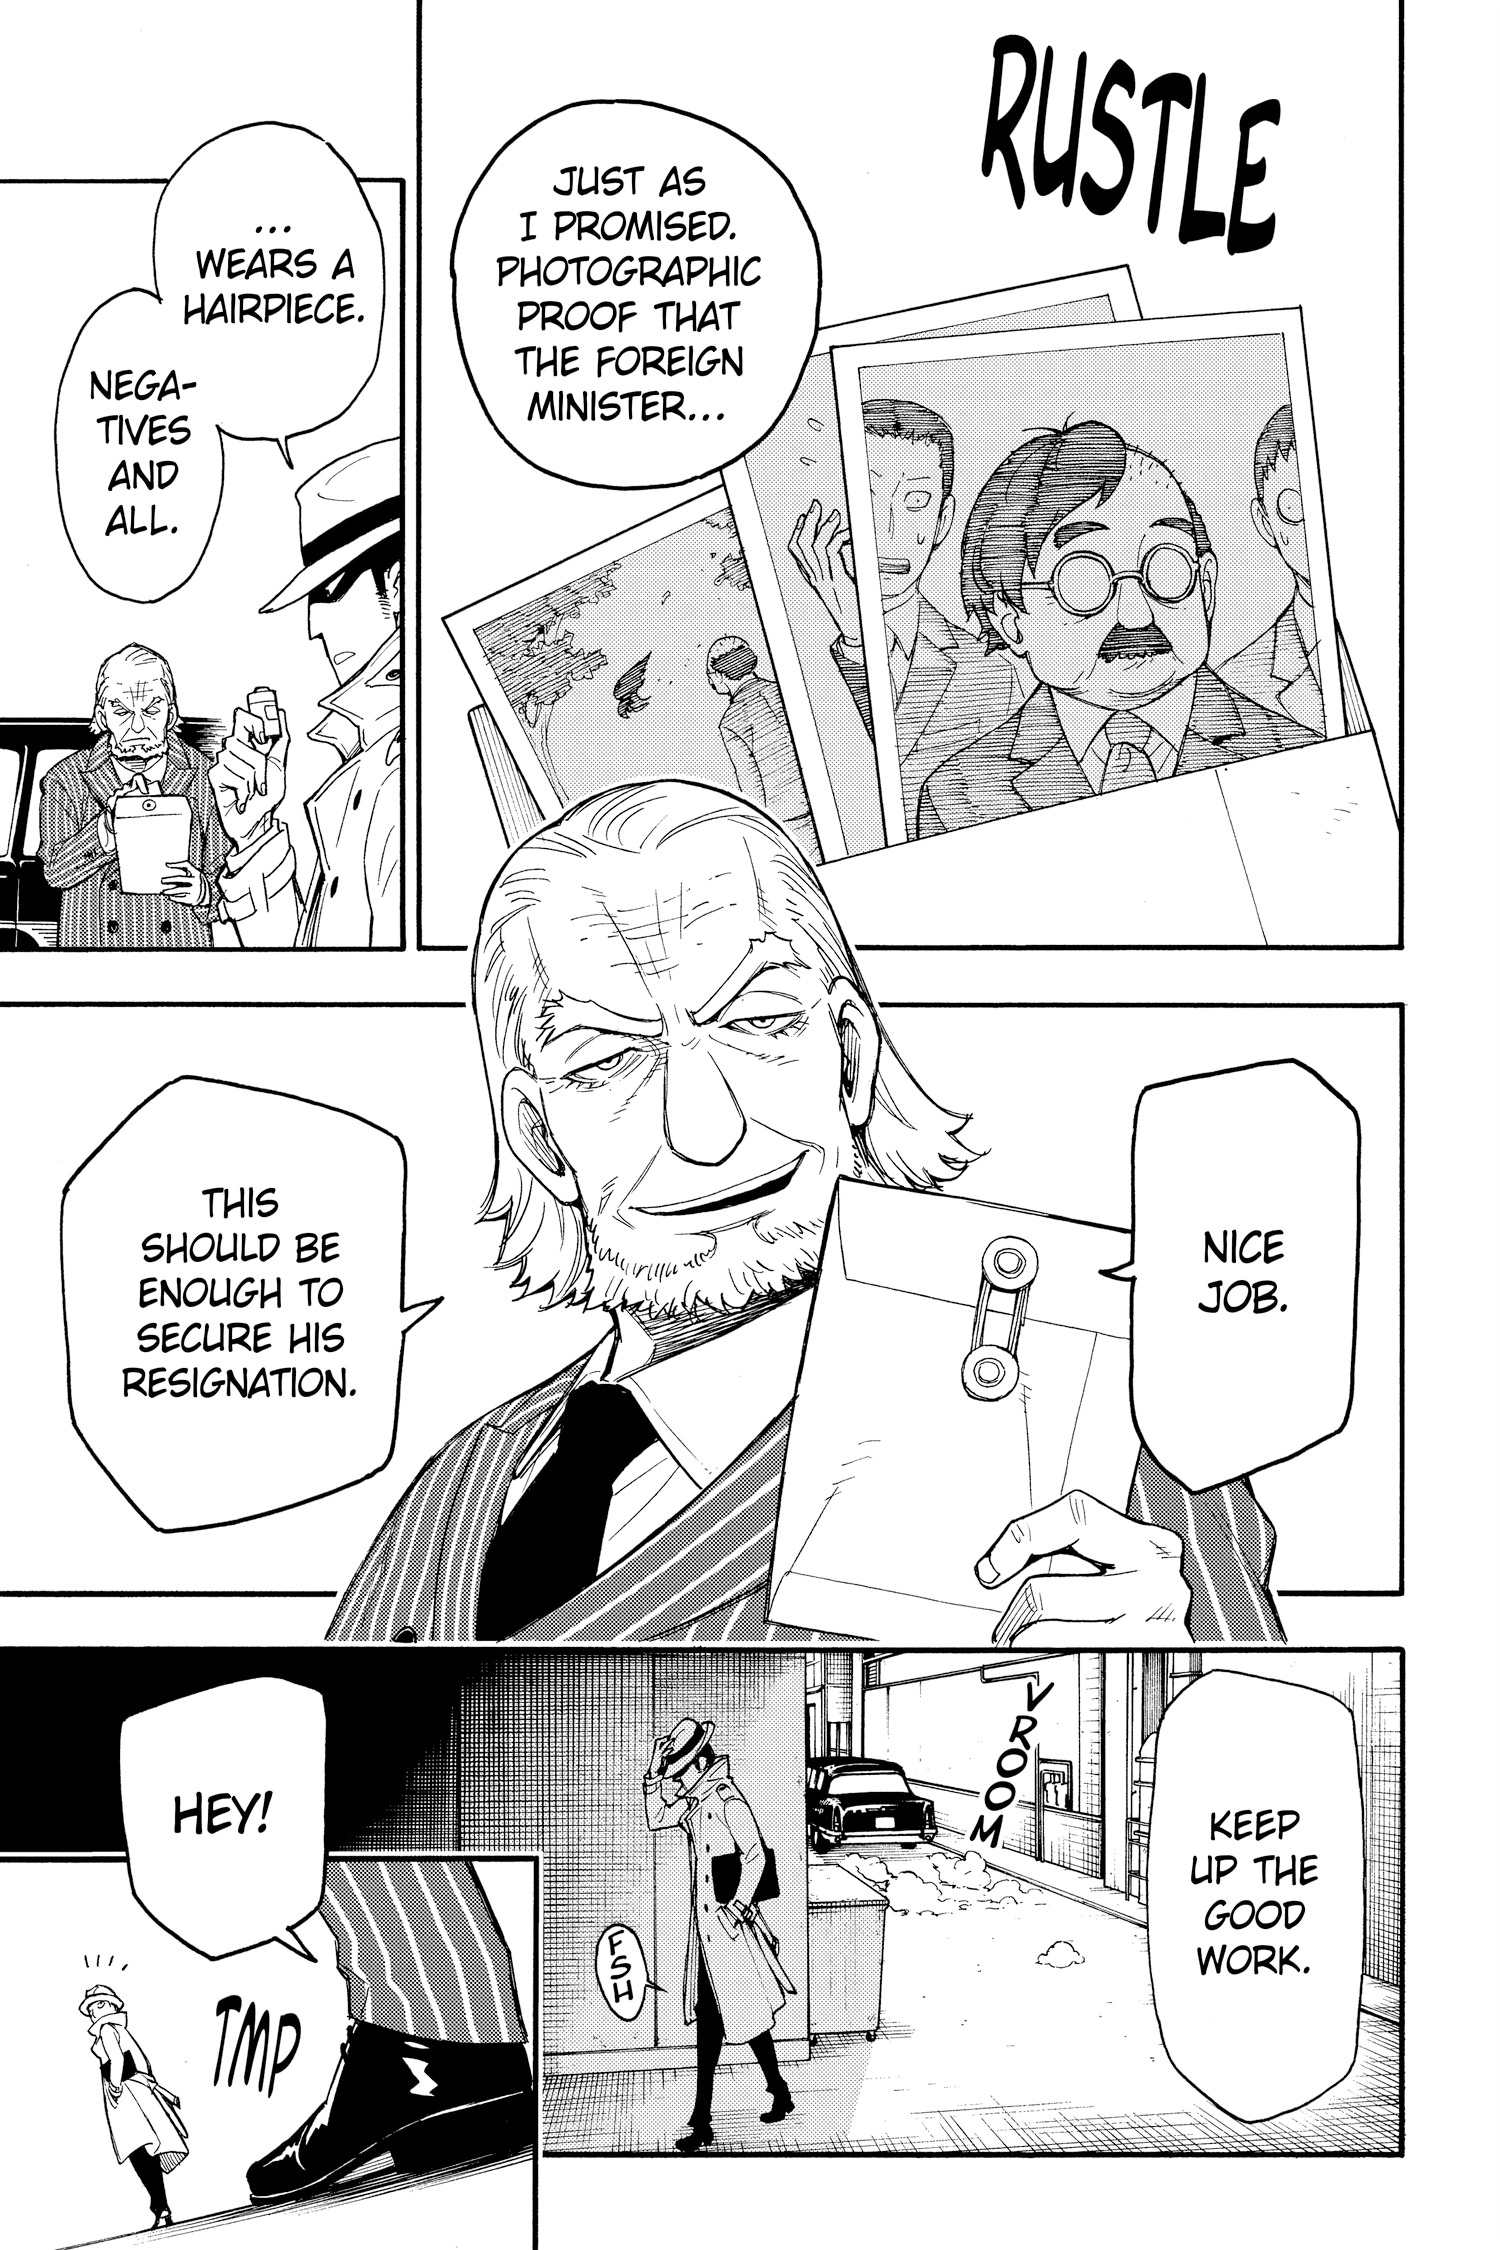 RUSTLE
JUST AS
I PROMISED.
PHOTOGRAPHIC
PROOF THAT
THE FOREIGN
MINISTER...
...
WEARS A
HAIRPIECE.
NEGA-
TIVES
AND
ALL.
NICE
JOB.
THIS
SHOULD BE
ENOUGH TO
SECURE HIS
RESIGNATION.
KEEP
UP THE
GOOD
WORK.
VROOM
FSH
HEY!
TMP